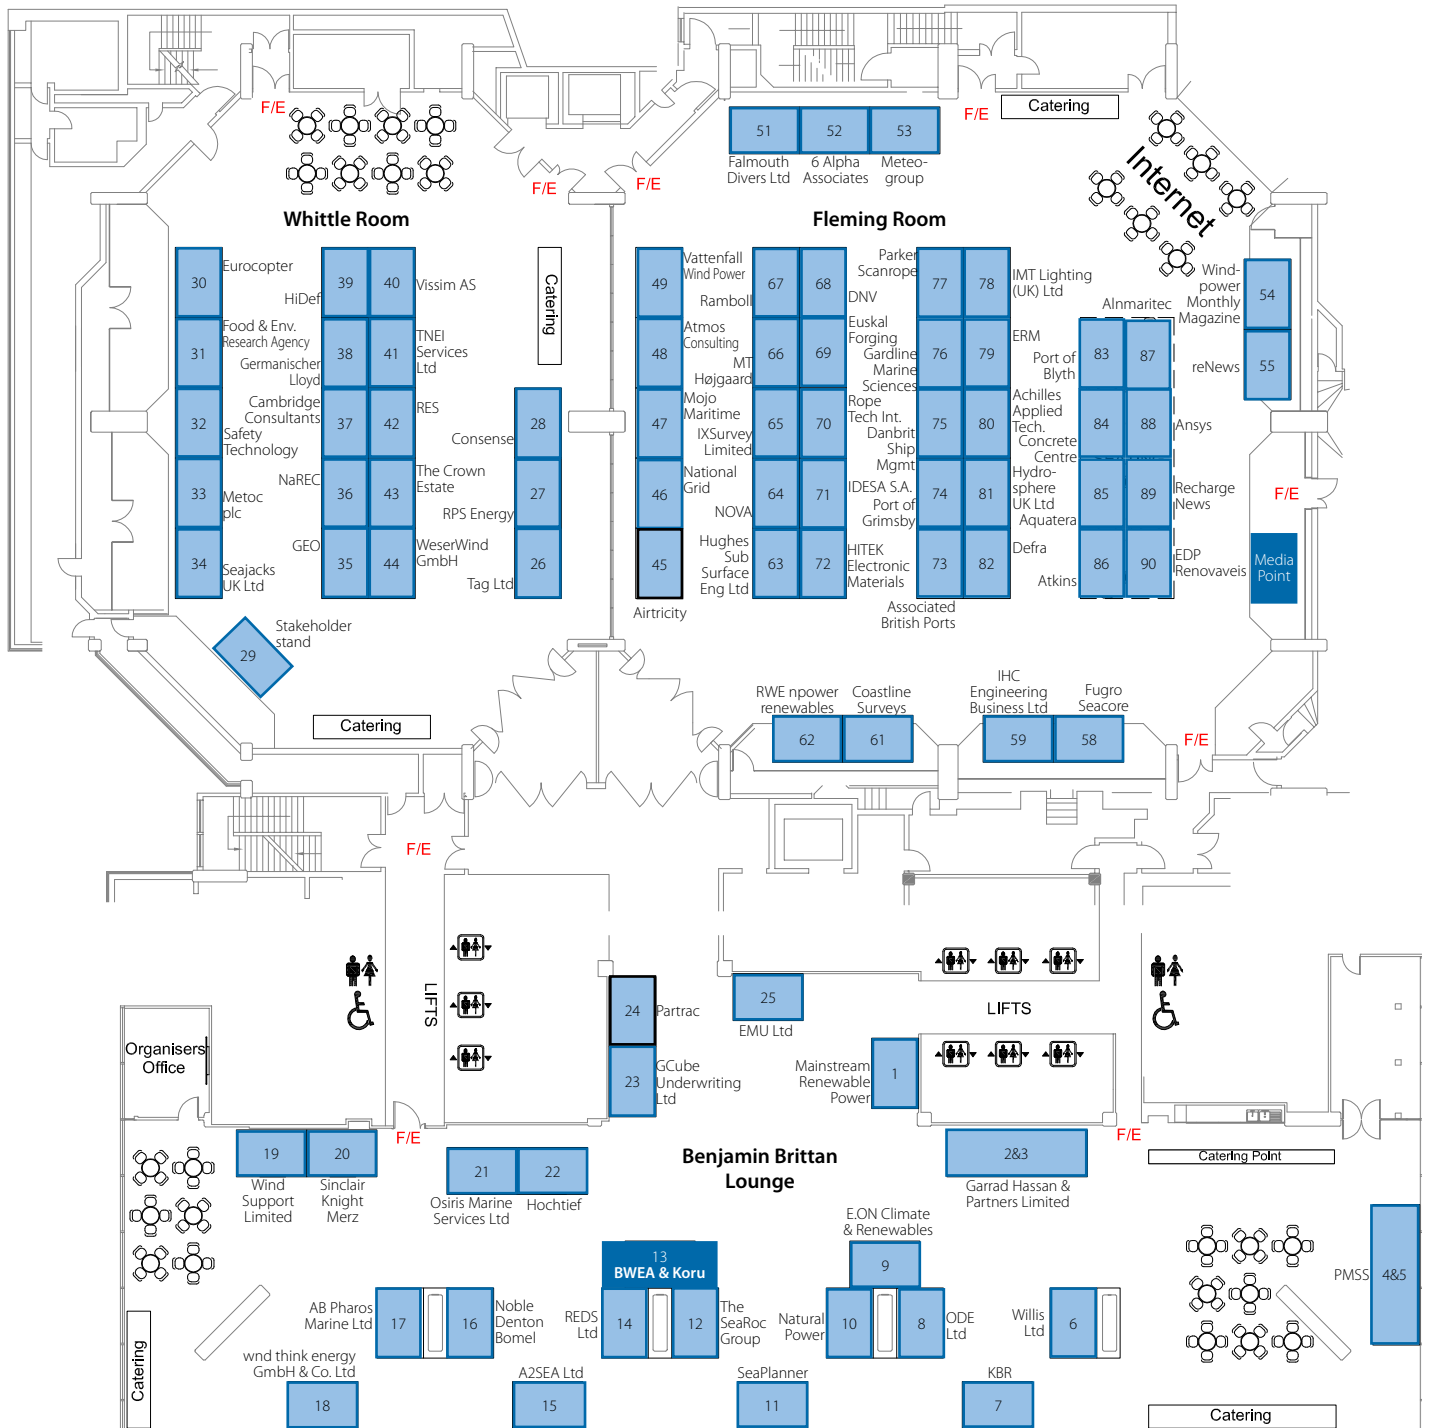 F/E
F/E
F/E
F/E
Catering
Internet
51
52
53
Falmouth
Divers Ltd
6 Alpha
Associates
Meteo-
group
Whittle Room
Fleming Room
30
Eurocopter
31
Food & Env.
Research Agency
32
Safety
Technology
33
Metoc
plc
34
Seajacks
UK Ltd
39
HiDef
38
Germanischer
Lloyd
37
Cambridge
Consultants
36
NaREC
35
GEO
40
Vissim AS
41
TNEI
Services
Ltd
42
RES
43
The Crown
Estate
44
WeserWind
GmbH
Catering
28
Consense
27
RPS Energy
26
Tag Ltd
29
Stakeholder
stand
Catering
49
Vattenfall
Wind Power
48
Atmos
Consulting
47
Mojo
Maritime
46
National
Grid
45
Airtricity
67
Ramboll
66
MT
Højgaard
65
IXSurvey
Limited
64
NOVA
63
Hughes
Sub
Surface
Eng Ltd
68
DNV
69
Euskal
Forging
70
Rope
Tech Int.
71
IDESA S.A.
72
HITEK
Electronic
Materials
77
Parker
Scanrope
76
Gardline
Marine
Sciences
75
Danbrit
Ship
Mgmt
74
Port of
Grimsby
73
Associated
British Ports
78
IMT Lighting
(UK) Ltd
79
ERM
80
Achilles
Applied
Tech.
81
Hydro-
sphere
UK Ltd
82
Defra
Alnmaritec
83
Port of
Blyth
84
Concrete
Centre
85
Aquatera
86
Atkins
87
88
Ansys
89
Recharge
News
90
EDP
Renovaveis
54
Wind-
power
Monthly
Magazine
55
reNews
F/E
Media
Point
RWE npower
renewables
62
Coastline
Surveys
61
IHC
Engineering
Business Ltd
59
Fugro
Seacore
58
F/E
F/E
LIFTS
LIFTS
24
Partrac
23
GCube
Underwriting
Ltd
25
EMU Ltd
Mainstream
Renewable
Power
1
Organisers
Office
F/E
F/E
19
Wind
Support
Limited
20
Sinclair
Knight
Merz
21
Osiris Marine
Services Ltd
22
Hochtief
Benjamin Brittan
Lounge
2&3
Garrad Hassan &
Partners Limited
Catering Point
E.ON Climate
& Renewables
9
13
BWEA & Koru
PMSS
4&5
AB Pharos
Marine Ltd
17
16
Noble
Denton
Bomel
REDS
Ltd
14
12
The
SeaRoc
Group
Natural
Power
10
8
ODE
Ltd
Willis
Ltd
6
Catering
wnd think energy
GmbH & Co. Ltd
18
A2SEA Ltd
15
SeaPlanner
11
KBR
7
Catering